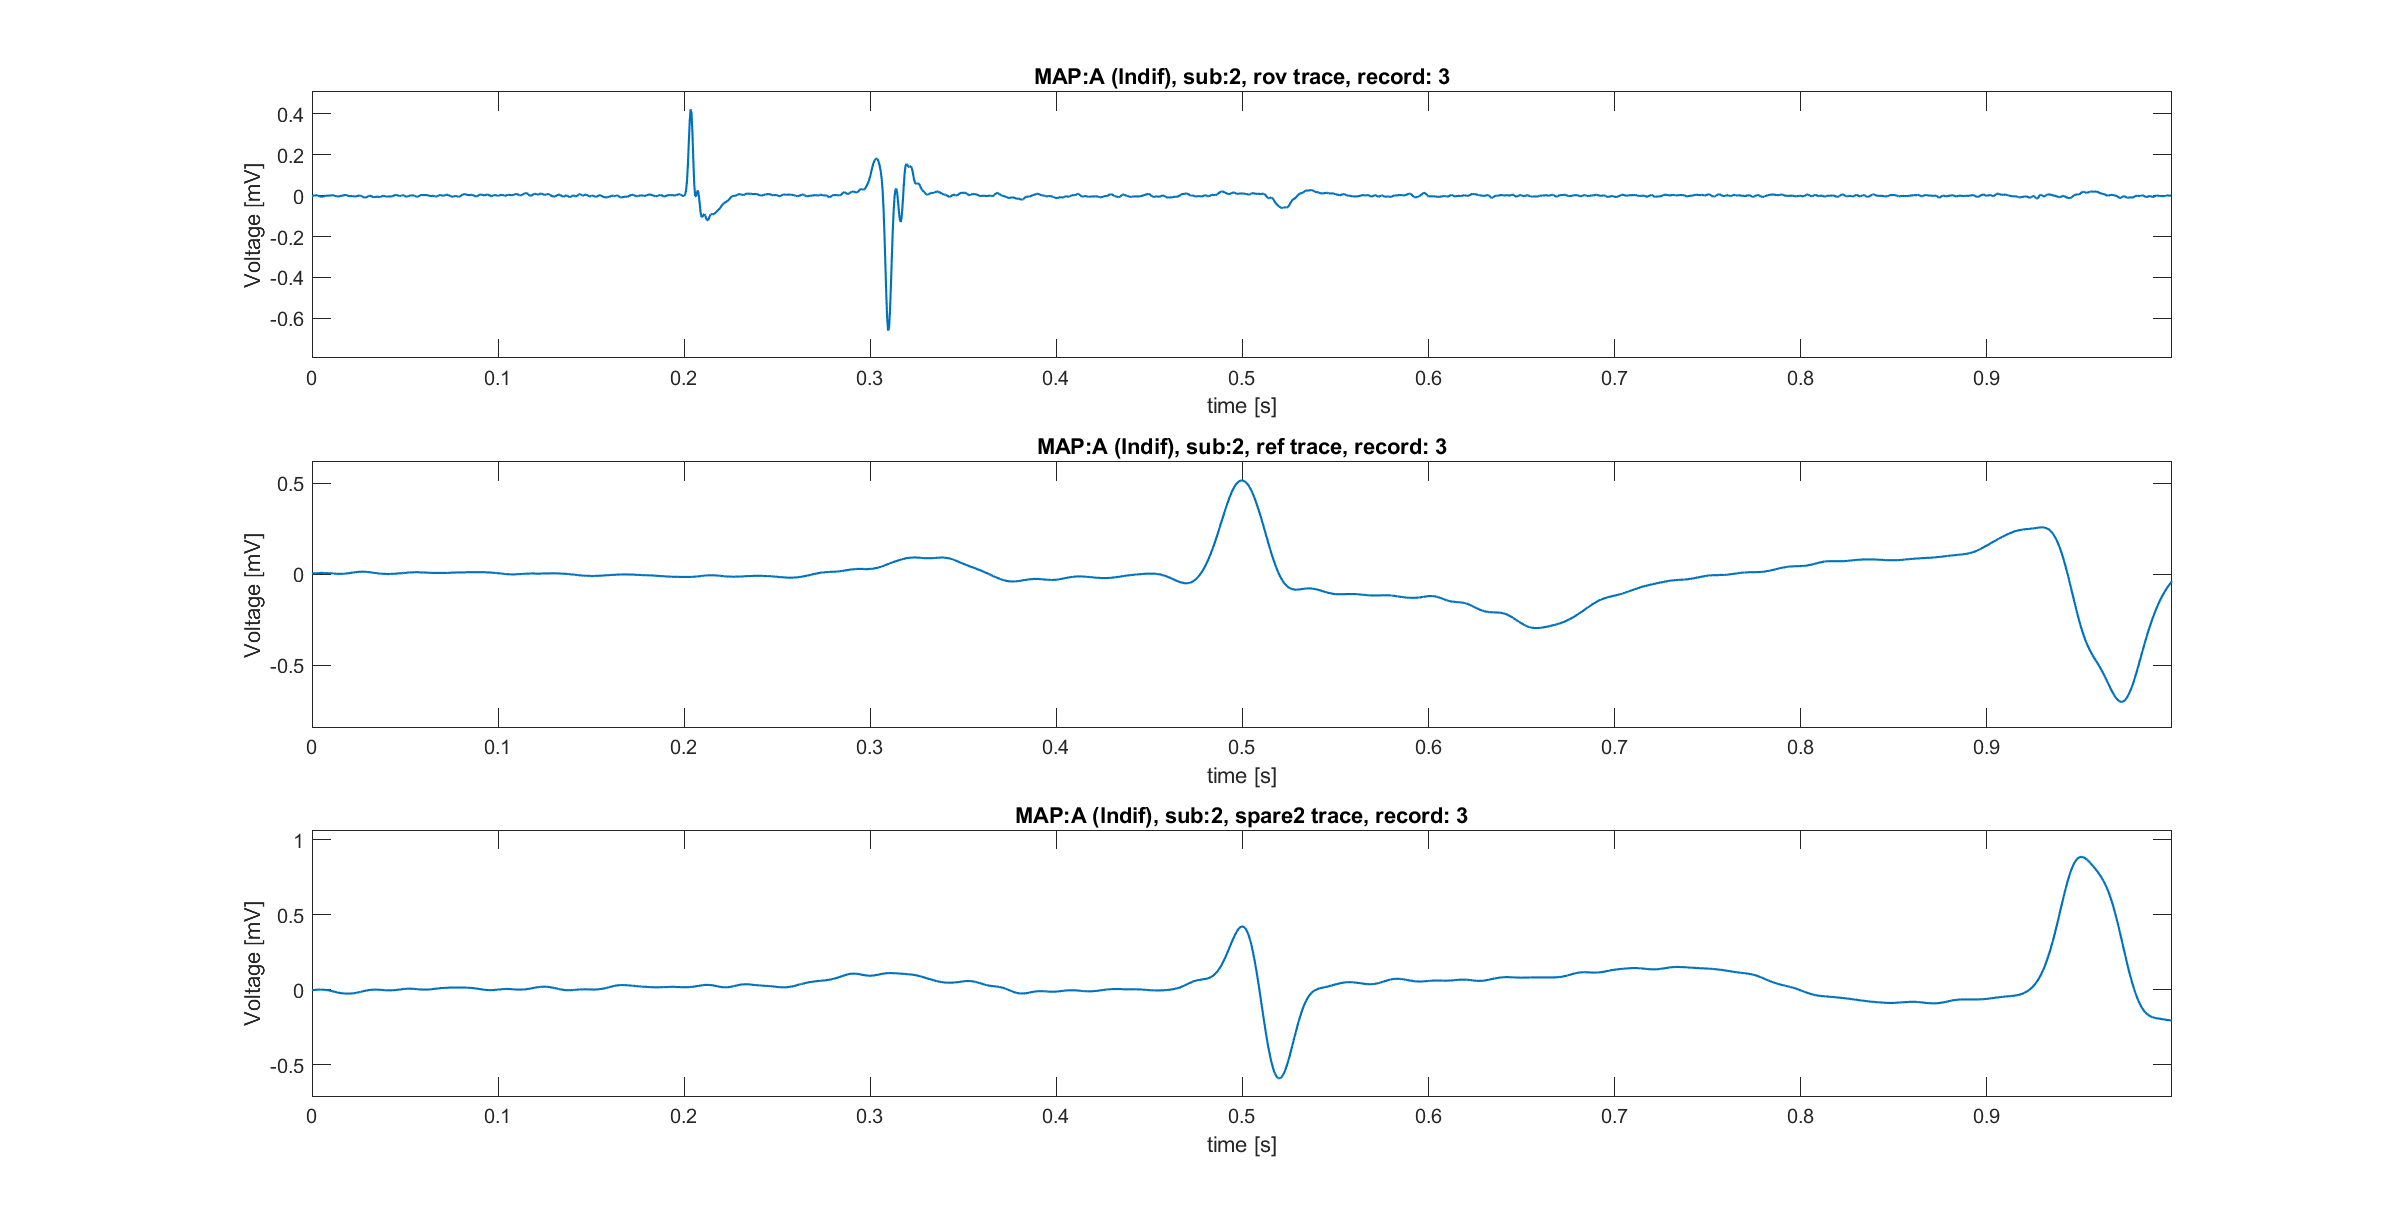 MAP:A (Indif), sub:2, rov trace, record: 3
0.4
0.2
0
-0.2
-0.4
-0.6
Voltage [mV]
0 0.1 0.2 0.3 0.4 0.5 0.6 0.7 0.8 0.9
time [s]
MAP:A (Indif), sub:2, ref trace, record: 3
0.5
0
-0.5
Voltage [mV]
0 0.1 0.2 0.3 0.4 0.5 0.6 0.7 0.8 0.9
time [s]
MAP:A (Indif), sub:2, spare2 trace, record: 3
1
0.5
0
-0.5
Voltage [mV]
0 0.1 0.2 0.3 0.4 0.5 0.6 0.7 0.8 0.9
time [s]